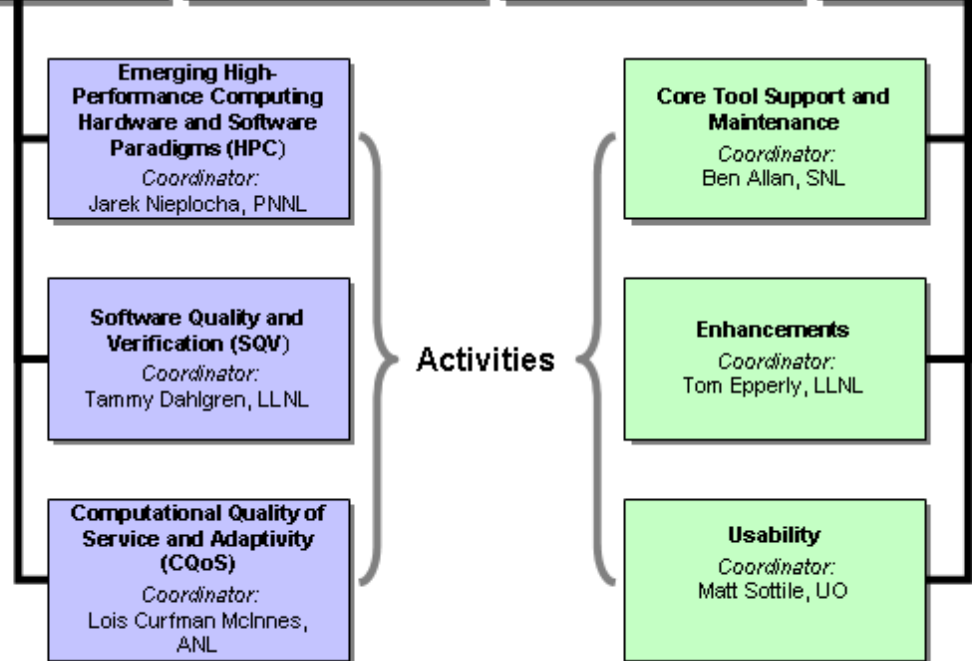 Emerging High-
Performance Computing
Hardware and Software
Paradigms (HPC)
Coordinator:
Jarek Nieplocha, PNNL
Software Quality and
Verification (SQV)
Coordinator:
Tammy Dahlgren, LLNL
Computational Quality of
Service and Adaptivity
(CQoS)
Coordinator:
Lois Curfman McInnes,
ANL
Activities
Core Tool Support and
Maintenance
Coordinator:
Ben Allan, SNL
Enhancements
Coordinator:
Tom Epperly, LLNL
Usability
Coordinator:
Matt Sottile, UO